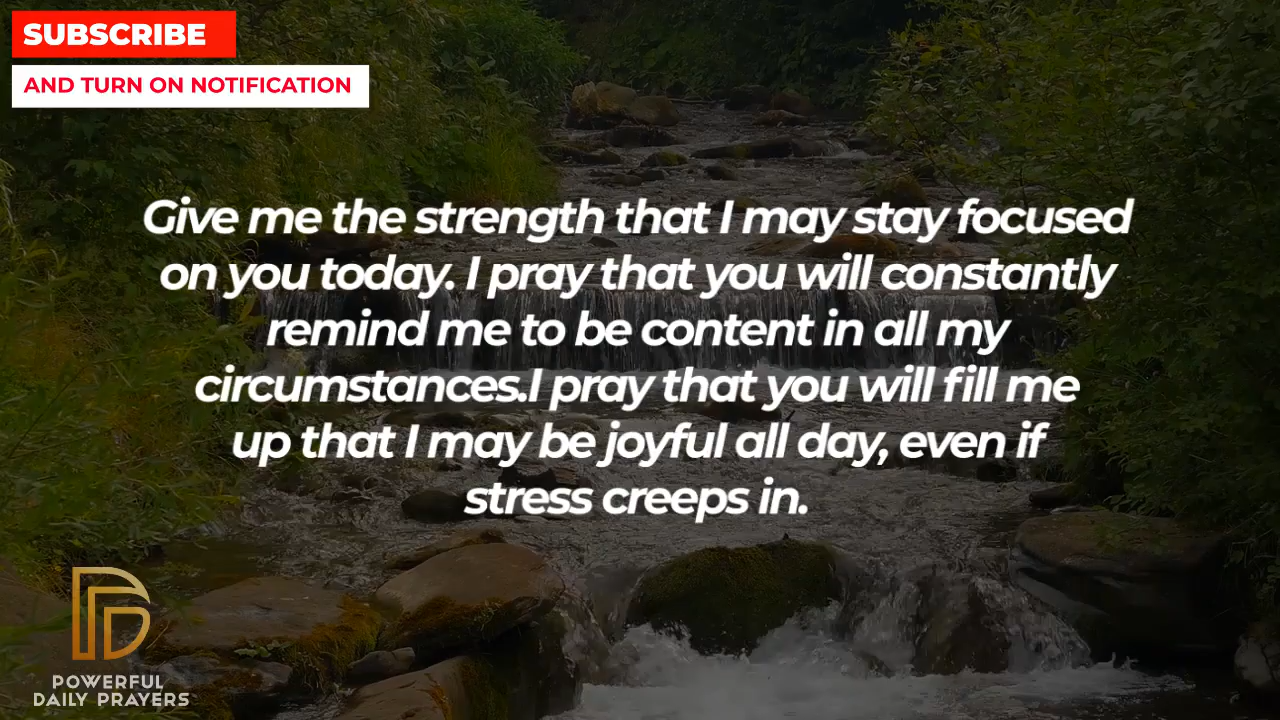 SUBSCRIBE
AND TURN ON NOTIFICATION
Give me the strength that I may stay focused
on you today. I pray that you will constantly
remind me to be content in all my
circumstances.I pray that you will fill me
up that I may be joyful all day, even if
stress creeps in.
POWERFUL
DAILY PRAYERS